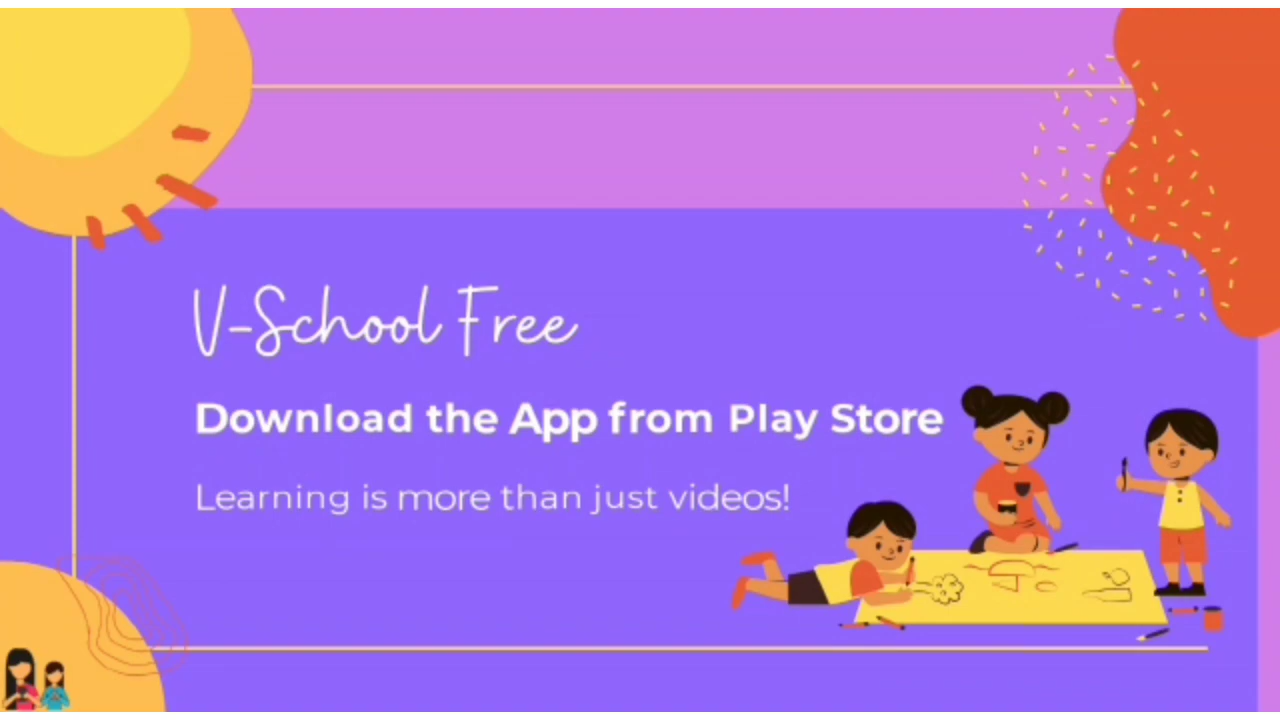 V-School Free
Download the App from Play Store
Learning is more than just videos!